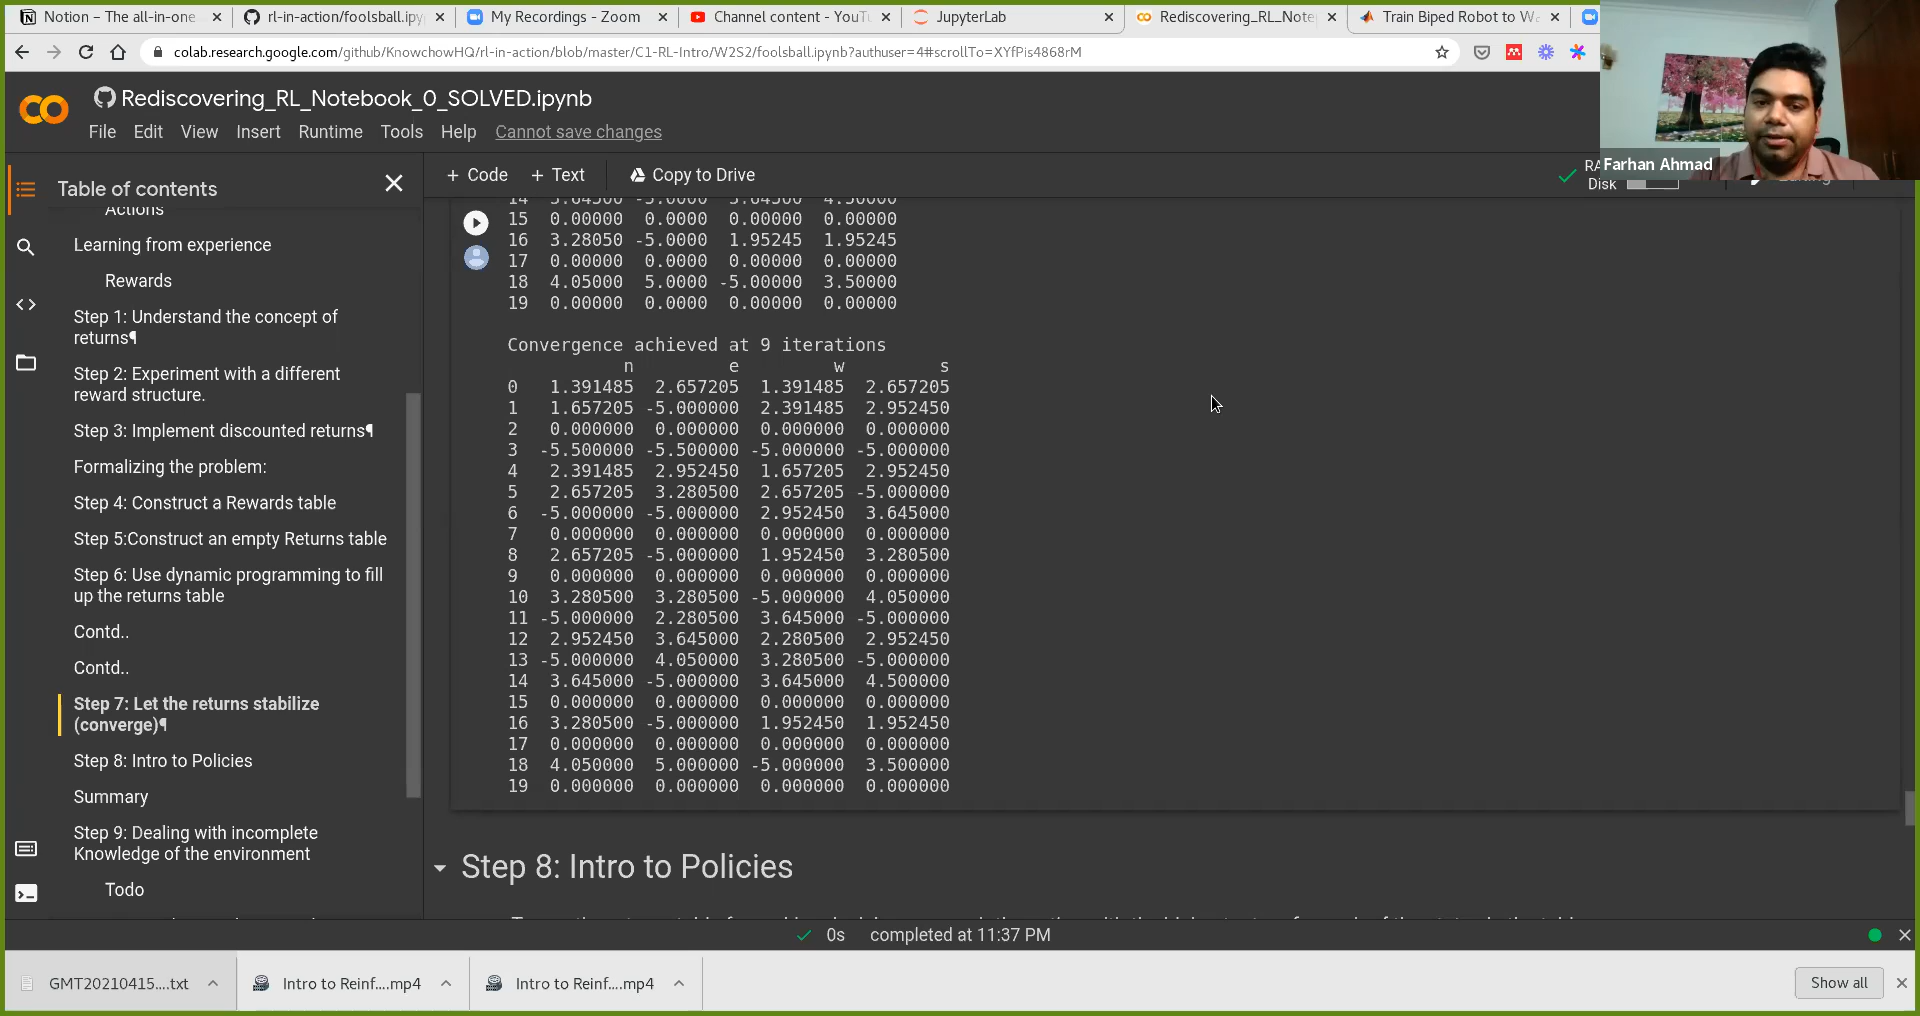 Notion – The all-in-one
rl-in-action/foolsball.ipy
My Recordings - Zoom
Channel content - YouTu
JupyterLab
Rediscovering_RL_Note
Train Biped Robot to Wa
colab.research.google.com/github/KnowchowHQ/rl-in-action/blob/master/C1-RL-Intro/W2S2/foolsball.ipynb?authuser=4#scrollTo=XYfPis4868rM
Rediscovering_RL_Notebook_0_SOLVED.ipynb
File Edit View Insert Runtime Tools Help Cannot save changes
Farhan Ahmad
Table of contents
+ Code + Text Copy to Drive
RA
Disk
Actions
Learning from experience
Rewards
Step 1: Understand the concept of
returns¶
Step 2: Experiment with a different
reward structure.
Step 3: Implement discounted returns¶
Formalizing the problem:
Step 4: Construct a Rewards table
Step 5:Construct an empty Returns table
Step 6: Use dynamic programming to fill
up the returns table
Contd..
Contd..
Step 7: Let the returns stabilize
(converge)¶
Step 8: Intro to Policies
Summary
Step 9: Dealing with incomplete
Knowledge of the environment
Todo
14 3.64500 -5.0000 3.64500 4.50000
15 0.00000 0.0000 0.00000 0.00000
16 3.28050 -5.0000 1.95245 1.95245
17 0.00000 0.0000 0.00000 0.00000
18 4.05000 5.0000 -5.00000 3.50000
19 0.00000 0.0000 0.00000 0.00000
Convergence achieved at 9 iterations
n e w s
0 1.391485 2.657205 1.391485 2.657205
1 1.657205 -5.000000 2.391485 2.952450
2 0.000000 0.000000 0.000000 0.000000
3 -5.500000 -5.500000 -5.000000 -5.000000
4 2.391485 2.952450 1.657205 2.952450
5 2.657205 3.280500 2.657205 -5.000000
6 -5.000000 -5.000000 2.952450 3.645000
7 0.000000 0.000000 0.000000 0.000000
8 2.657205 -5.000000 1.952450 3.280500
9 0.000000 0.000000 0.000000 0.000000
10 3.280500 3.280500 -5.000000 4.050000
11 -5.000000 2.280500 3.645000 -5.000000
12 2.952450 3.645000 2.280500 2.952450
13 -5.000000 4.050000 3.280500 -5.000000
14 3.645000 -5.000000 3.645000 4.500000
15 0.000000 0.000000 0.000000 0.000000
16 3.280500 -5.000000 1.952450 1.952450
17 0.000000 0.000000 0.000000 0.000000
18 4.050000 5.000000 -5.000000 3.500000
19 0.000000 0.000000 0.000000 0.000000
Step 8: Intro to Policies
0s completed at 11:37 PM
GMT20210415....txt
Intro to Reinf....mp4
Intro to Reinf....mp4
Show all